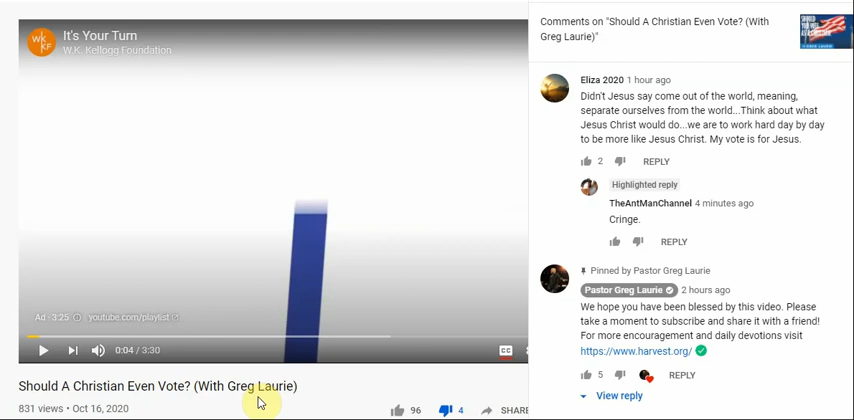 WK
KF
It's Your Turn
W.K. Kellogg Foundation
Ad · 3:25 youtube.com/playlist
0:04 / 3:30
CC
Should A Christian Even Vote? (With Greg Laurie)
831 views • Oct 16, 2020
96
4
SHARE
Comments on "Should A Christian Even Vote? (With
Greg Laurie)"
Eliza 2020 1 hour ago
Didn't Jesus say come out of the world, meaning,
separate ourselves from the world...Think about what
Jesus Christ would do...we are to work hard day by day
to be more like Jesus Christ. My vote is for Jesus.
2 REPLY
Highlighted reply
TheAntManChannel 4 minutes ago
Cringe.
REPLY
Pinned by Pastor Greg Laurie
Pastor Greg Laurie 2 hours ago
We hope you have been blessed by this video. Please
take a moment to subscribe and share it with a friend!
For more encouragement and daily devotions visit
https://www.harvest.org/
5 REPLY
View reply